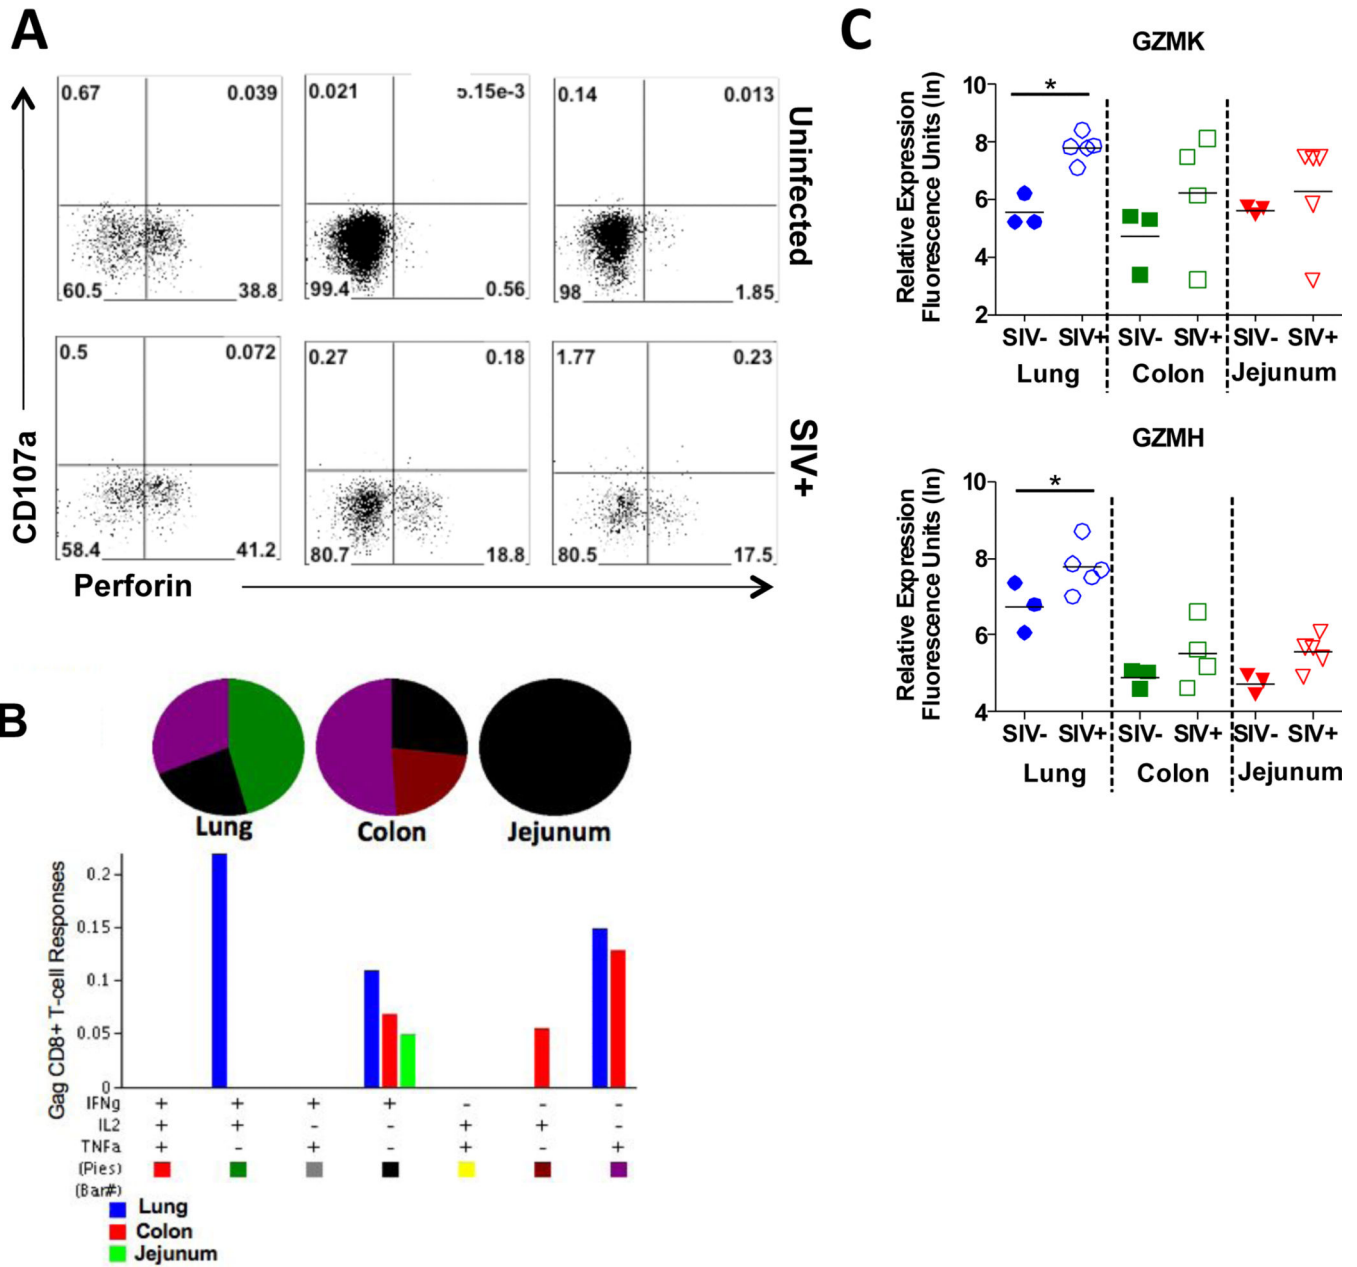 A
0.67 0.039
60.5 38.8
0.021 5.15e-3
99.4 0.56
0.14 0.013
98 1.85
Uninfected
0.5 0.072
58.4 41.2
0.27 0.18
80.7 18.8
1.77 0.23
80.5 17.5
SIV+
CD107a
Perforin
B
Lung Colon Jejunum
Gag CD8+ T-cell Responses
0.2
0.15
0.1
0.05
0
IFNg + + + + - - -
IL2 + + - - + + -
TNFa + - + - + - +
(Pies)
(Bar#)
Lung
Colon
Jejunum
C
GZMK
Relative Expression
Fluorescence Units (ln)
10
8
6
4
2
*
SIV- SIV+ SIV- SIV+ SIV- SIV+
Lung Colon Jejunum
GZMH
Relative Expression
Fluorescence Units (ln)
10
8
6
4
*
SIV- SIV+ SIV- SIV+ SIV- SIV+
Lung Colon Jejunum